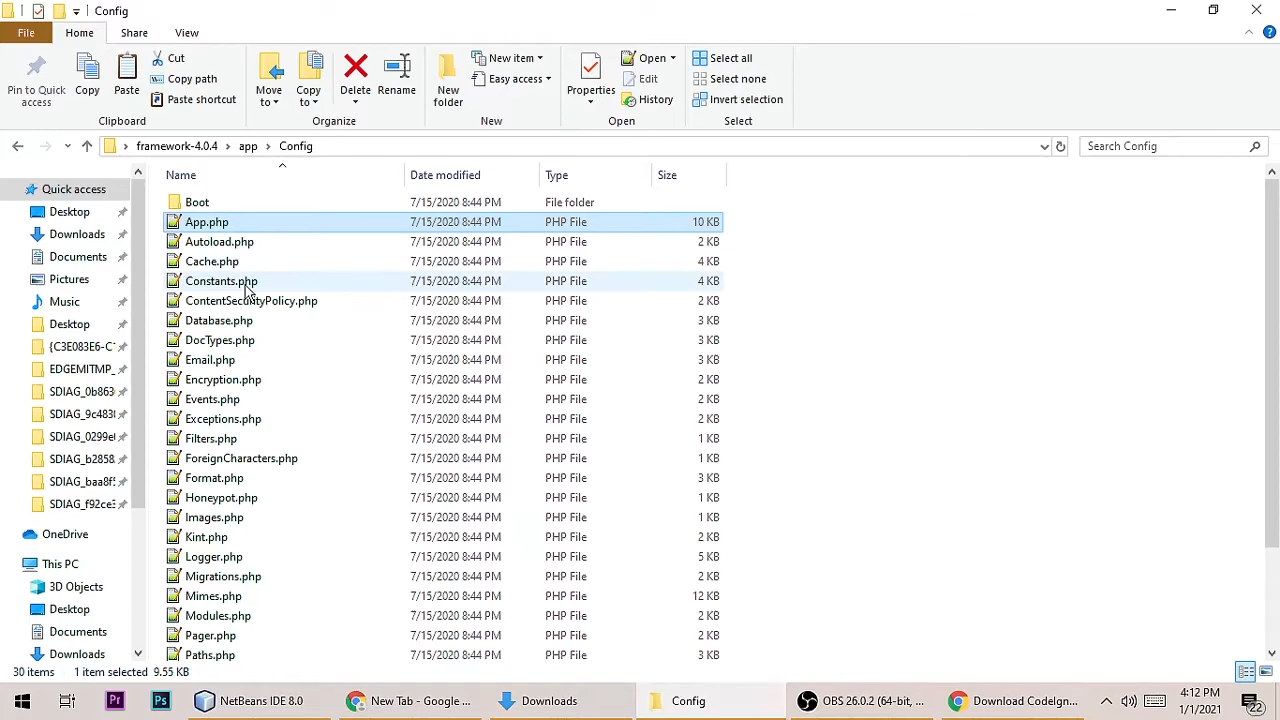 Config
File
Home
Share
View
Pin to Quick access
Copy
Paste
Cut
Copy path
Paste shortcut
Clipboard
Move to
Copy to
Delete
Rename
Organize
New folder
New item
Easy access
New
Properties
Open
Edit
History
Open
Select all
Select none
Invert selection
Select
framework-4.0.4 > app > Config
Search Config
Name Date modified Type Size
Quick access
Desktop
Downloads
Documents
Pictures
Music
Desktop
{C3E083E6-C
EDGEMITMP_
SDIAG_0b863
SDIAG_9c483
SDIAG_0299e
SDIAG_b2858
SDIAG_baa8f
SDIAG_f92ce
OneDrive
This PC
3D Objects
Desktop
Documents
Downloads
Boot 7/15/2020 8:44 PM File folder
App.php 7/15/2020 8:44 PM PHP File 10 KB
Autoload.php 7/15/2020 8:44 PM PHP File 2 KB
Cache.php 7/15/2020 8:44 PM PHP File 4 KB
Constants.php 7/15/2020 8:44 PM PHP File 4 KB
ContentSecurityPolicy.php 7/15/2020 8:44 PM PHP File 2 KB
Database.php 7/15/2020 8:44 PM PHP File 3 KB
DocTypes.php 7/15/2020 8:44 PM PHP File 3 KB
Email.php 7/15/2020 8:44 PM PHP File 3 KB
Encryption.php 7/15/2020 8:44 PM PHP File 2 KB
Events.php 7/15/2020 8:44 PM PHP File 2 KB
Exceptions.php 7/15/2020 8:44 PM PHP File 2 KB
Filters.php 7/15/2020 8:44 PM PHP File 1 KB
ForeignCharacters.php 7/15/2020 8:44 PM PHP File 1 KB
Format.php 7/15/2020 8:44 PM PHP File 3 KB
Honeypot.php 7/15/2020 8:44 PM PHP File 1 KB
Images.php 7/15/2020 8:44 PM PHP File 1 KB
Kint.php 7/15/2020 8:44 PM PHP File 2 KB
Logger.php 7/15/2020 8:44 PM PHP File 5 KB
Migrations.php 7/15/2020 8:44 PM PHP File 2 KB
Mimes.php 7/15/2020 8:44 PM PHP File 12 KB
Modules.php 7/15/2020 8:44 PM PHP File 2 KB
Pager.php 7/15/2020 8:44 PM PHP File 2 KB
Paths.php 7/15/2020 8:44 PM PHP File 3 KB
30 items 1 item selected 9.55 KB
Pr
Ps
NetBeans IDE 8.0
New Tab - Google ...
Downloads
Config
OBS 26.0.2 (64-bit, ...
Download CodeIgn...
4:12 PM
1/1/2021
22